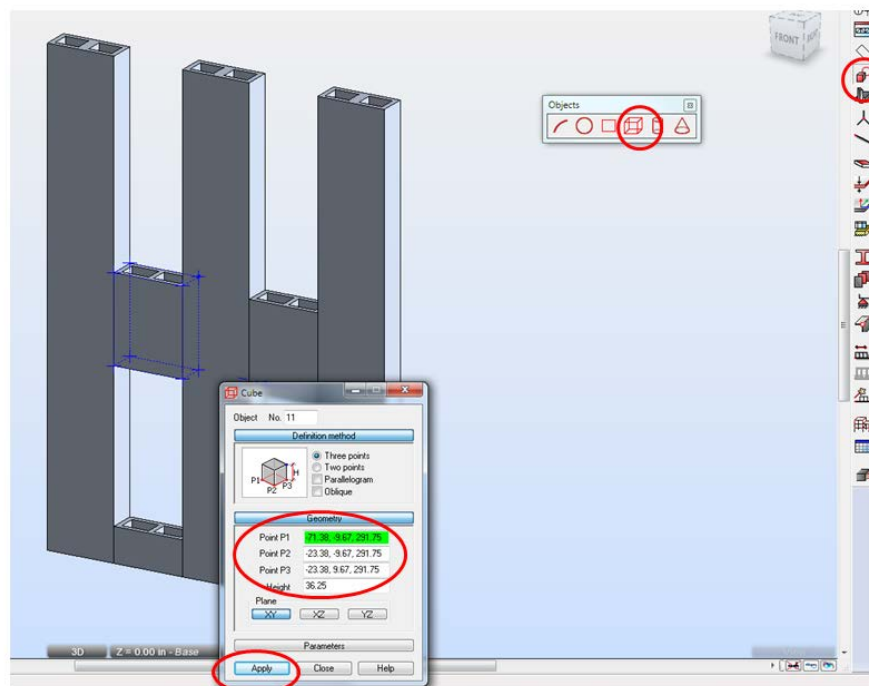 FRONT
Objects
Cube
Object No. 11
Definition method
Three points
Two points
Parallelogram
Oblique
P1 P2 P3 H
Geometry
Point P1 -71.38, -9.67, 291.75
Point P2 -23.38, -9.67, 291.75
Point P3 -23.38, 9.67, 291.75
Height 36.25
Plane
XY XZ YZ
Parameters
Apply Close Help
3D Z = 0.00 in - Base